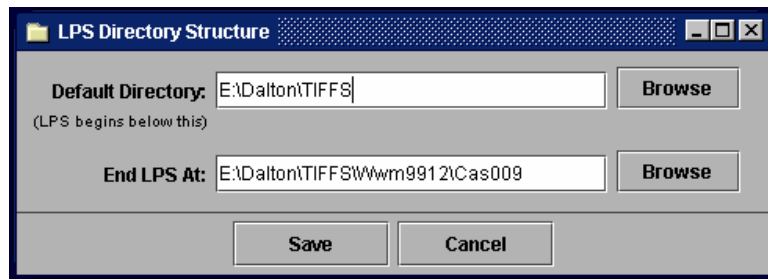 LPS Directory Structure
Default Directory: E:\Dalton\TIFFS Browse
(LPS begins below this)
End LPS At: E:\Dalton\TIFFS\Wwm9912\Cas009 Browse
Save Cancel